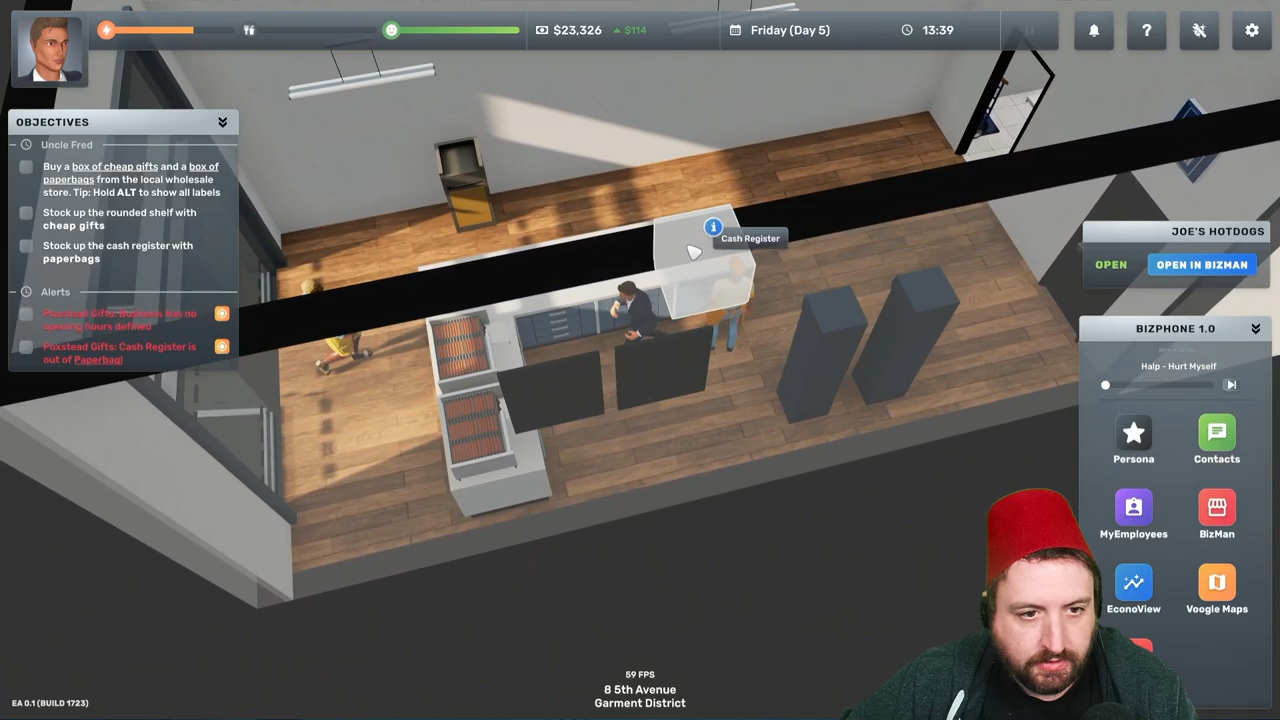 $23,326
$114
Friday (Day 5)
13:39
OBJECTIVES
Uncle Fred
Buy a box of cheap gifts and a box of
paperbags from the local wholesale
store. Tip: Hold ALT to show all labels
Stock up the rounded shelf with
cheap gifts
Stock up the cash register with
paperbags
Alerts
Poxstead Gifts: Business has no
opening hours defined
Poxstead Gifts: Cash Register is
out of Paperbag!
Cash Register
JOE'S HOTDOGS
OPEN
OPEN IN BIZMAN
BIZPHONE 1.0
Halp - Hurt Myself
Persona
Contacts
MyEmployees
BizMan
EconoView
Voogle Maps
59 FPS
8 5th Avenue
Garment District
EA 0.1 (BUILD 1723)